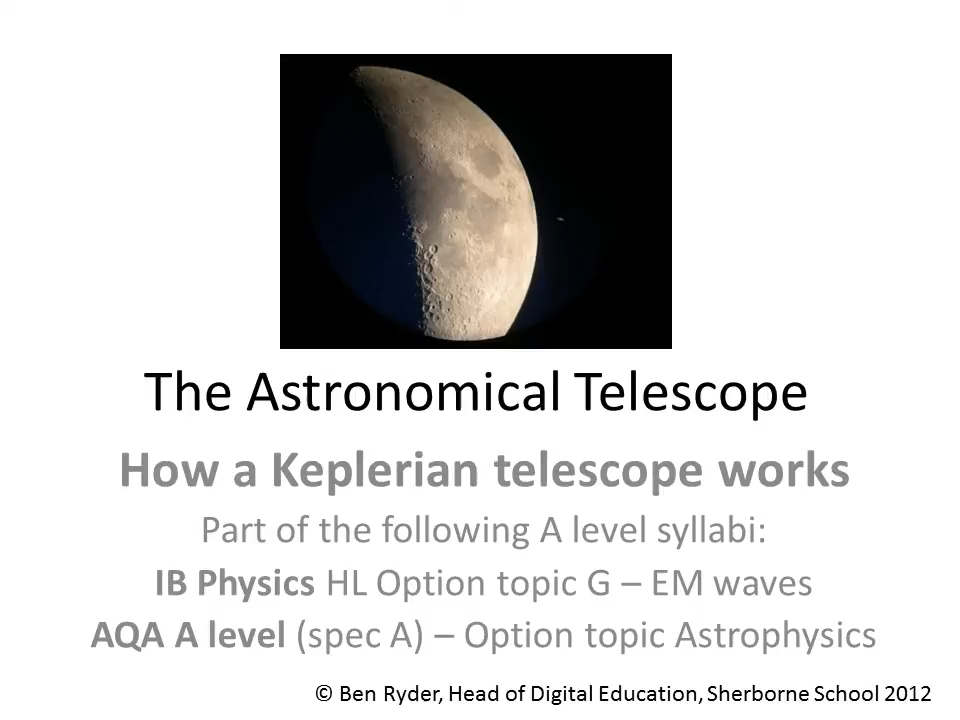 The Astronomical Telescope
How a Keplerian telescope works
Part of the following A level syllabi:
IB Physics HL Option topic G – EM waves
AQA A level (spec A) – Option topic Astrophysics
© Ben Ryder, Head of Digital Education, Sherborne School 2012